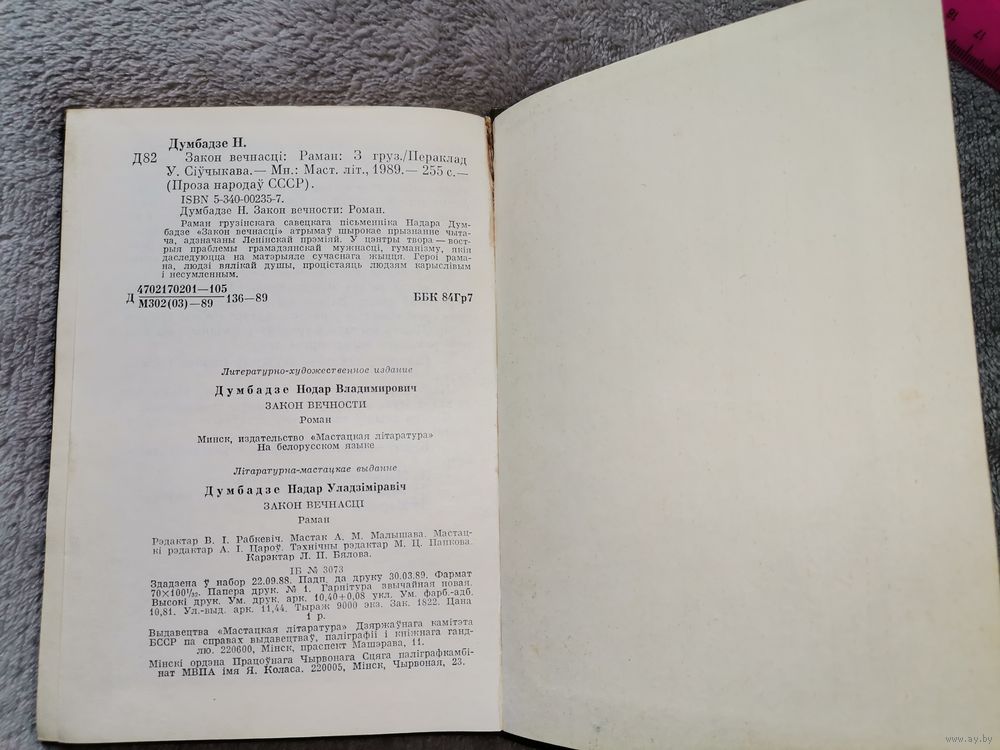 Думбадзе Н.
Д82 Закон вечнасці: Раман: З груз./Пераклад
У. Сіўчыкава.— Мн.: Маст. літ., 1989.— 255 с.—
(Проза народаў СССР).
ISBN 5-340-00235-7.
Думбадзе Н. Закон вечности: Роман.
Раман грузінскага савецкага пісьменніка Надара Дум-
бадзе «Закон вечнасці» атрымаў шырокае прызнанне чыта-
ча, адзначаны Ленінскай прэміяй. У цэнтры твора — вост-
рыя праблемы грамадзянскай мужнасці, гуманізму, якія
даследуюцца на матэрыяле сучаснага жыцця. Героі рама-
на, людзі вялікай душы, процістаяць людзям карыслівым
і несумленным.
Д 4702170201—105
М302(03)—89 136—89 ББК 84Гр7
Литературно-художественное издание
Думбадзе Нодар Владимирович
ЗАКОН ВЕЧНОСТИ
Роман
Минск, издательство «Мастацкая літаратура»
На белорусском языке
Літаратурна-мастацкае выданне
Думбадзе Надар Уладзіміравіч
ЗАКОН ВЕЧНАСЦІ
Раман
Рэдактар В. І. Рабкевіч. Мастак А. М. Малышава. Мастац-
кі рэдактар А. І. Цароў. Тэхнічны рэдактар М. Ц. Папкова.
Карэктар Л. П. Бялова.
ІБ № 3073
Здадзена ў набор 22.09.88. Падп. да друку 30.03.89. Фармат
70×100¹/₃₂. Папера друк. № 1. Гарнітура звычайная новая.
Высокі друк. Ум. друк. арк. 10,40+0,08 укл. Ум. фарб.-адб.
10,81. Ул.-выд. арк. 11,44. Тыраж 9000 экз. Зак. 1822. Цана
1 р.
Выдавецтва «Мастацкая літаратура» Дзяржаўнага камітэта
БССР па справах выдавецтваў, паліграфіі і кніжнага ганд-
лю. 220600, Мінск, праспект Машэрава, 11.
Мінскі ордэна Працоўнага Чырвонага Сцяга паліграфкамбі-
нат МВПА імя Я. Коласа. 220005, Мінск, Чырвоная, 23.
18 17
www.ay.by